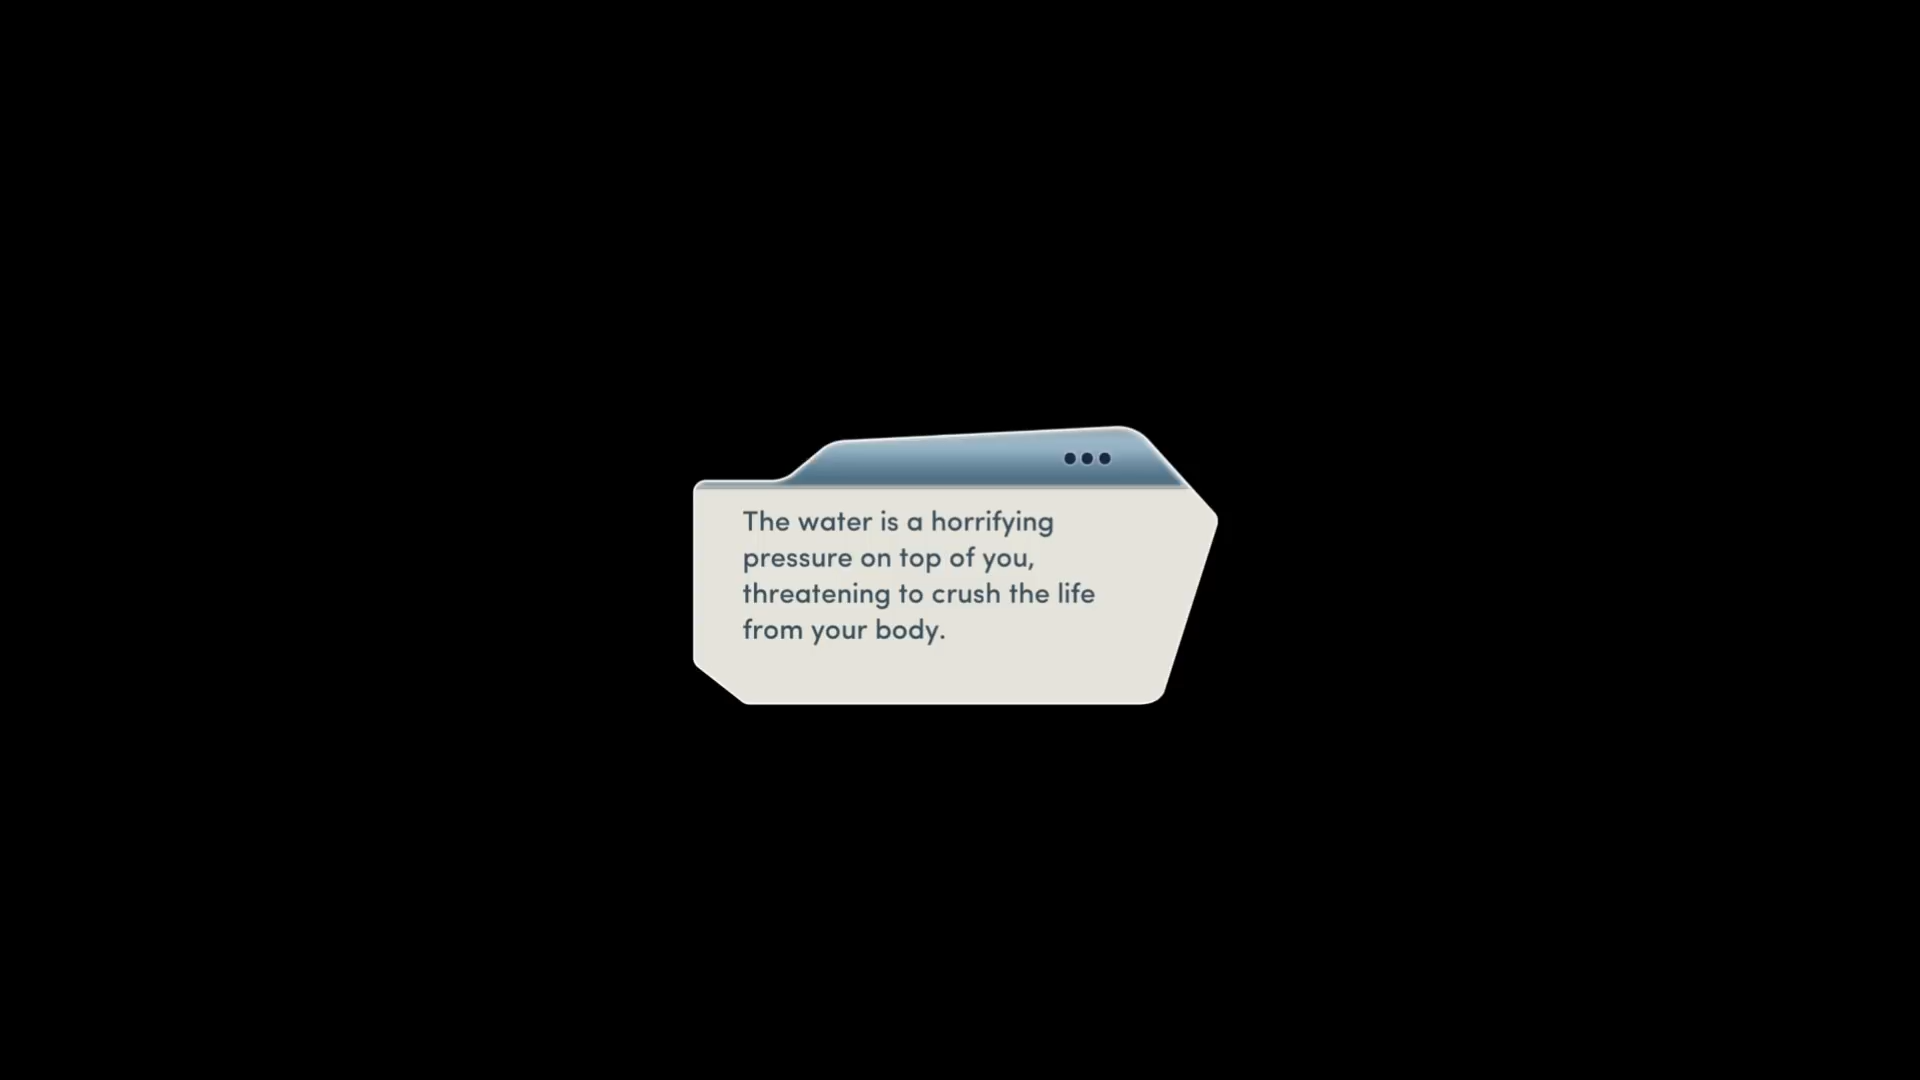 The water is a horrifying
pressure on top of you,
threatening to crush the life
from your body.